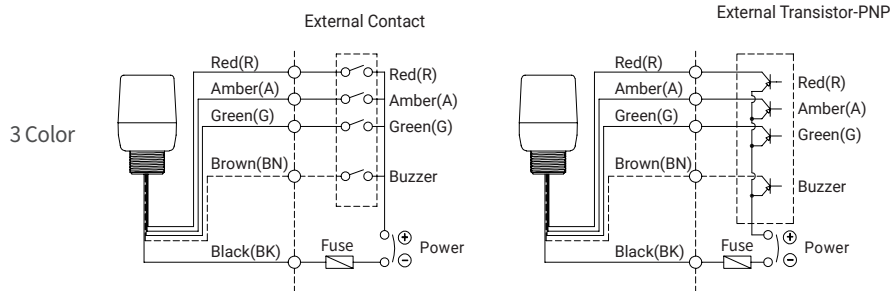 External Contact
External Transistor-PNP
3 Color
Red(R)
Amber(A)
Green(G)
Brown(BN)
Black(BK)
Fuse
Red(R)
Amber(A)
Green(G)
Buzzer
+
−
Power
Red(R)
Amber(A)
Green(G)
Brown(BN)
Black(BK)
Fuse
Red(R)
Amber(A)
Green(G)
Buzzer
+
−
Power